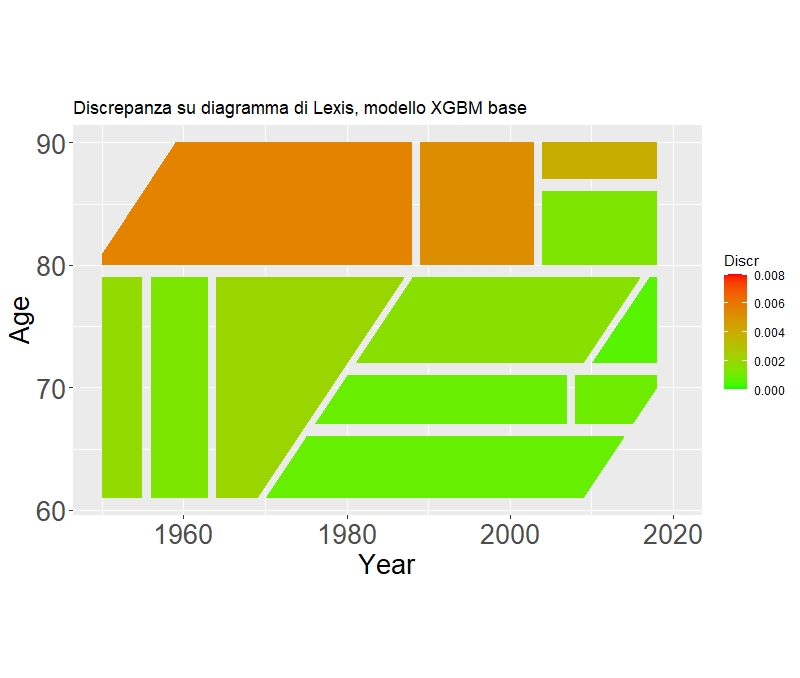 Discrepanza su diagramma di Lexis, modello XGBM base
90
80
70
60
Age
1960 1980 2000 2020
Year
Discr
0.008
0.006
0.004
0.002
0.000